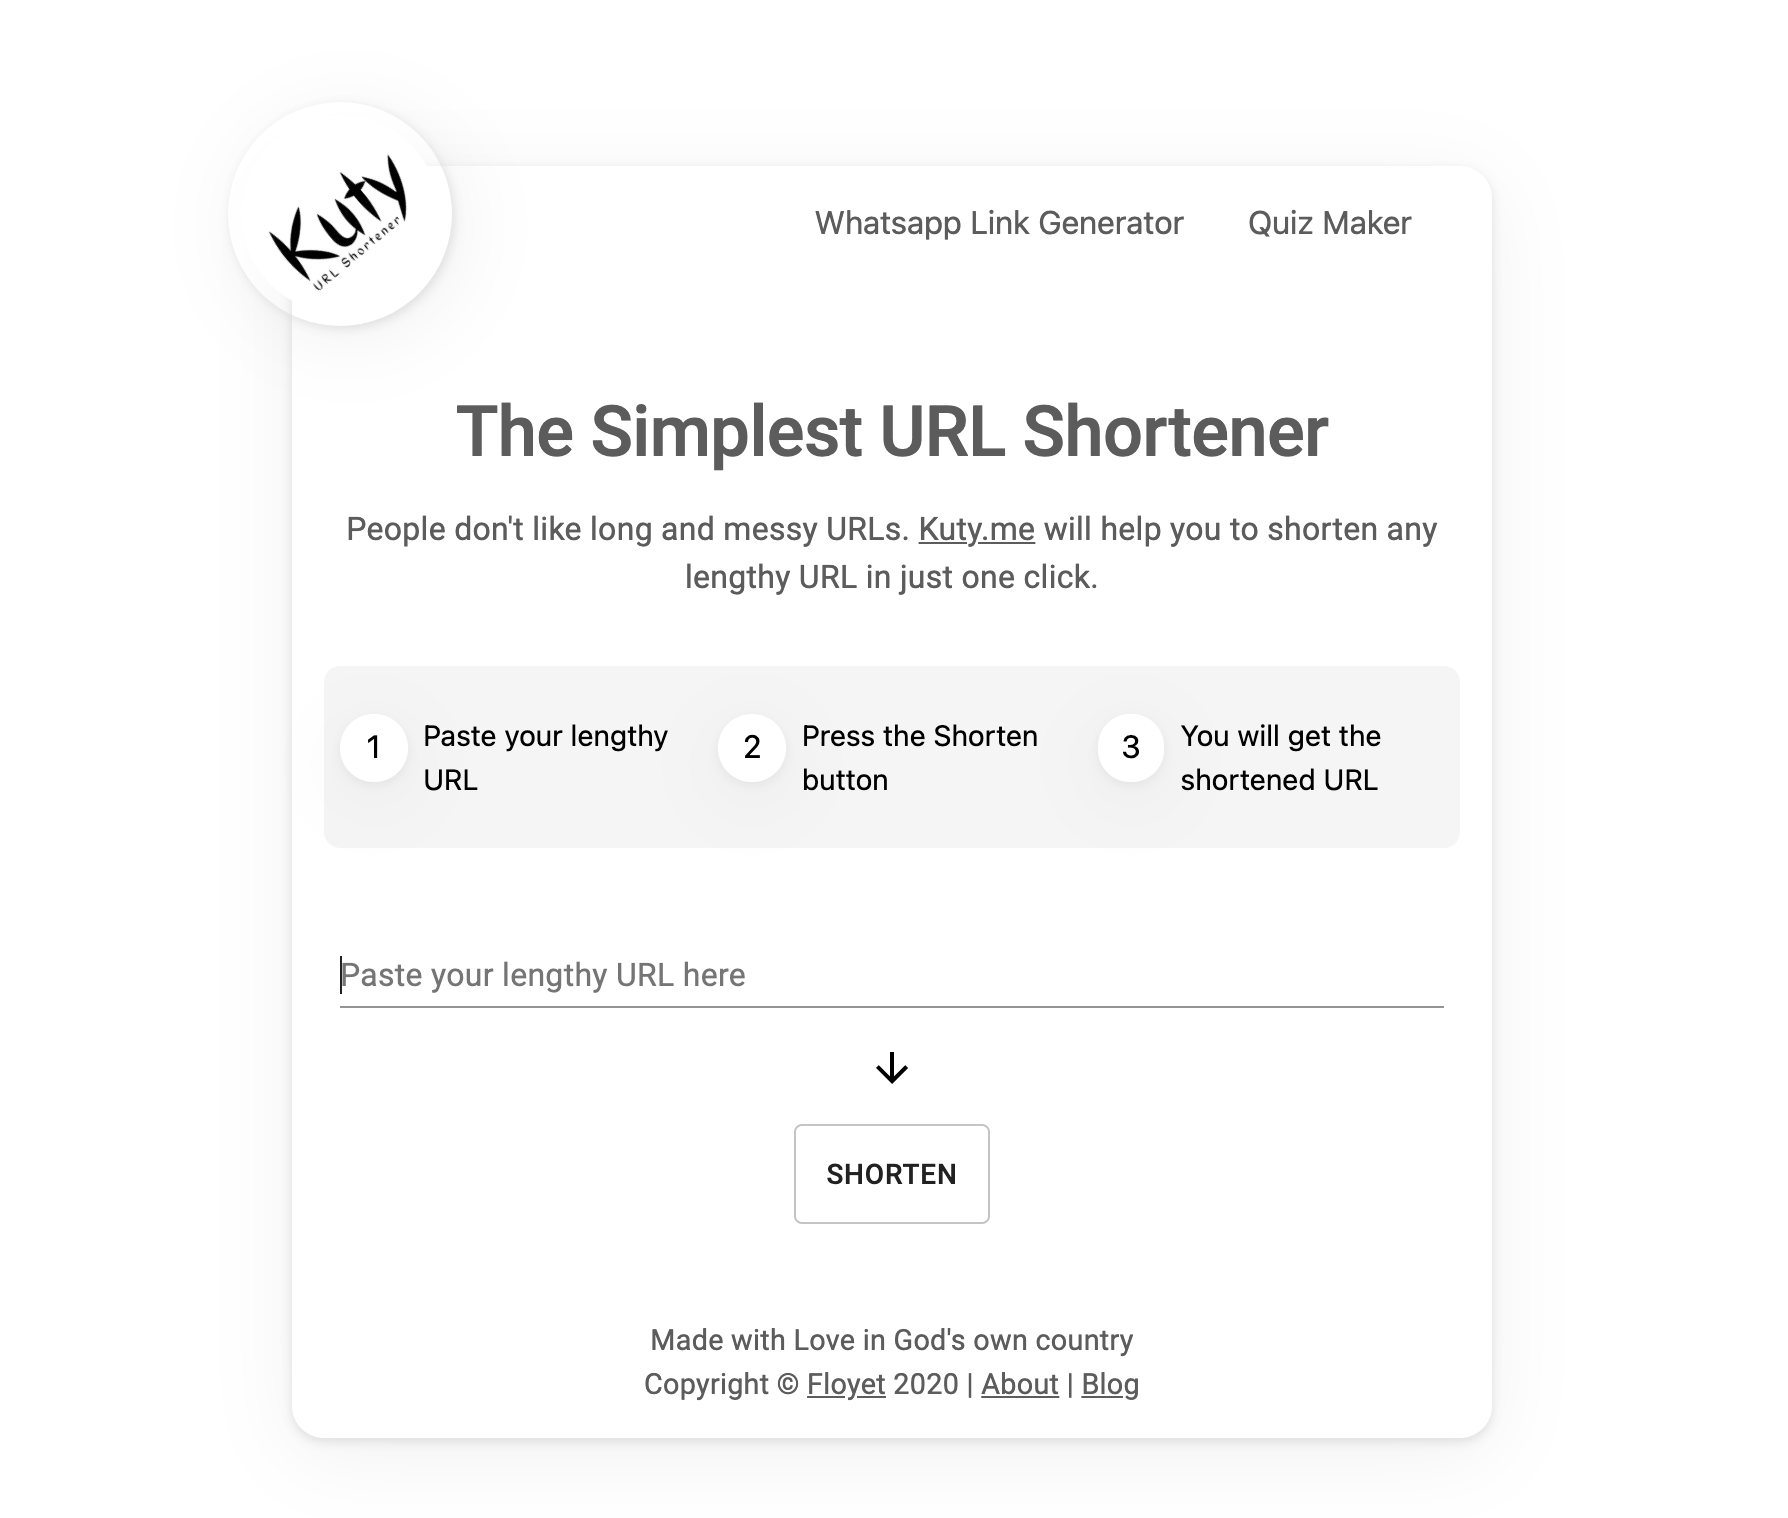 Kuty
URL Shortener
Whatsapp Link Generator
Quiz Maker
The Simplest URL Shortener
People don't like long and messy URLs. Kuty.me will help you to shorten any
lengthy URL in just one click.
1
Paste your lengthy
URL
2
Press the Shorten
button
3
You will get the
shortened URL
Paste your lengthy URL here
SHORTEN
Made with Love in God's own country
Copyright © Floyet 2020 | About | Blog